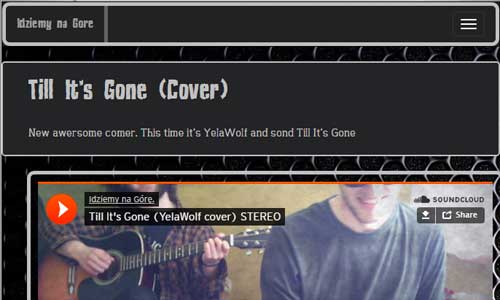 Idziemy na Gore
Till It's Gone (Cover)
New awersome comer. This time it's YelaWolf and sond Till It's Gone
Idziemy na Góre.
SOUNDCLOUD
Till It's Gone (YelaWolf cover) STEREO
Share